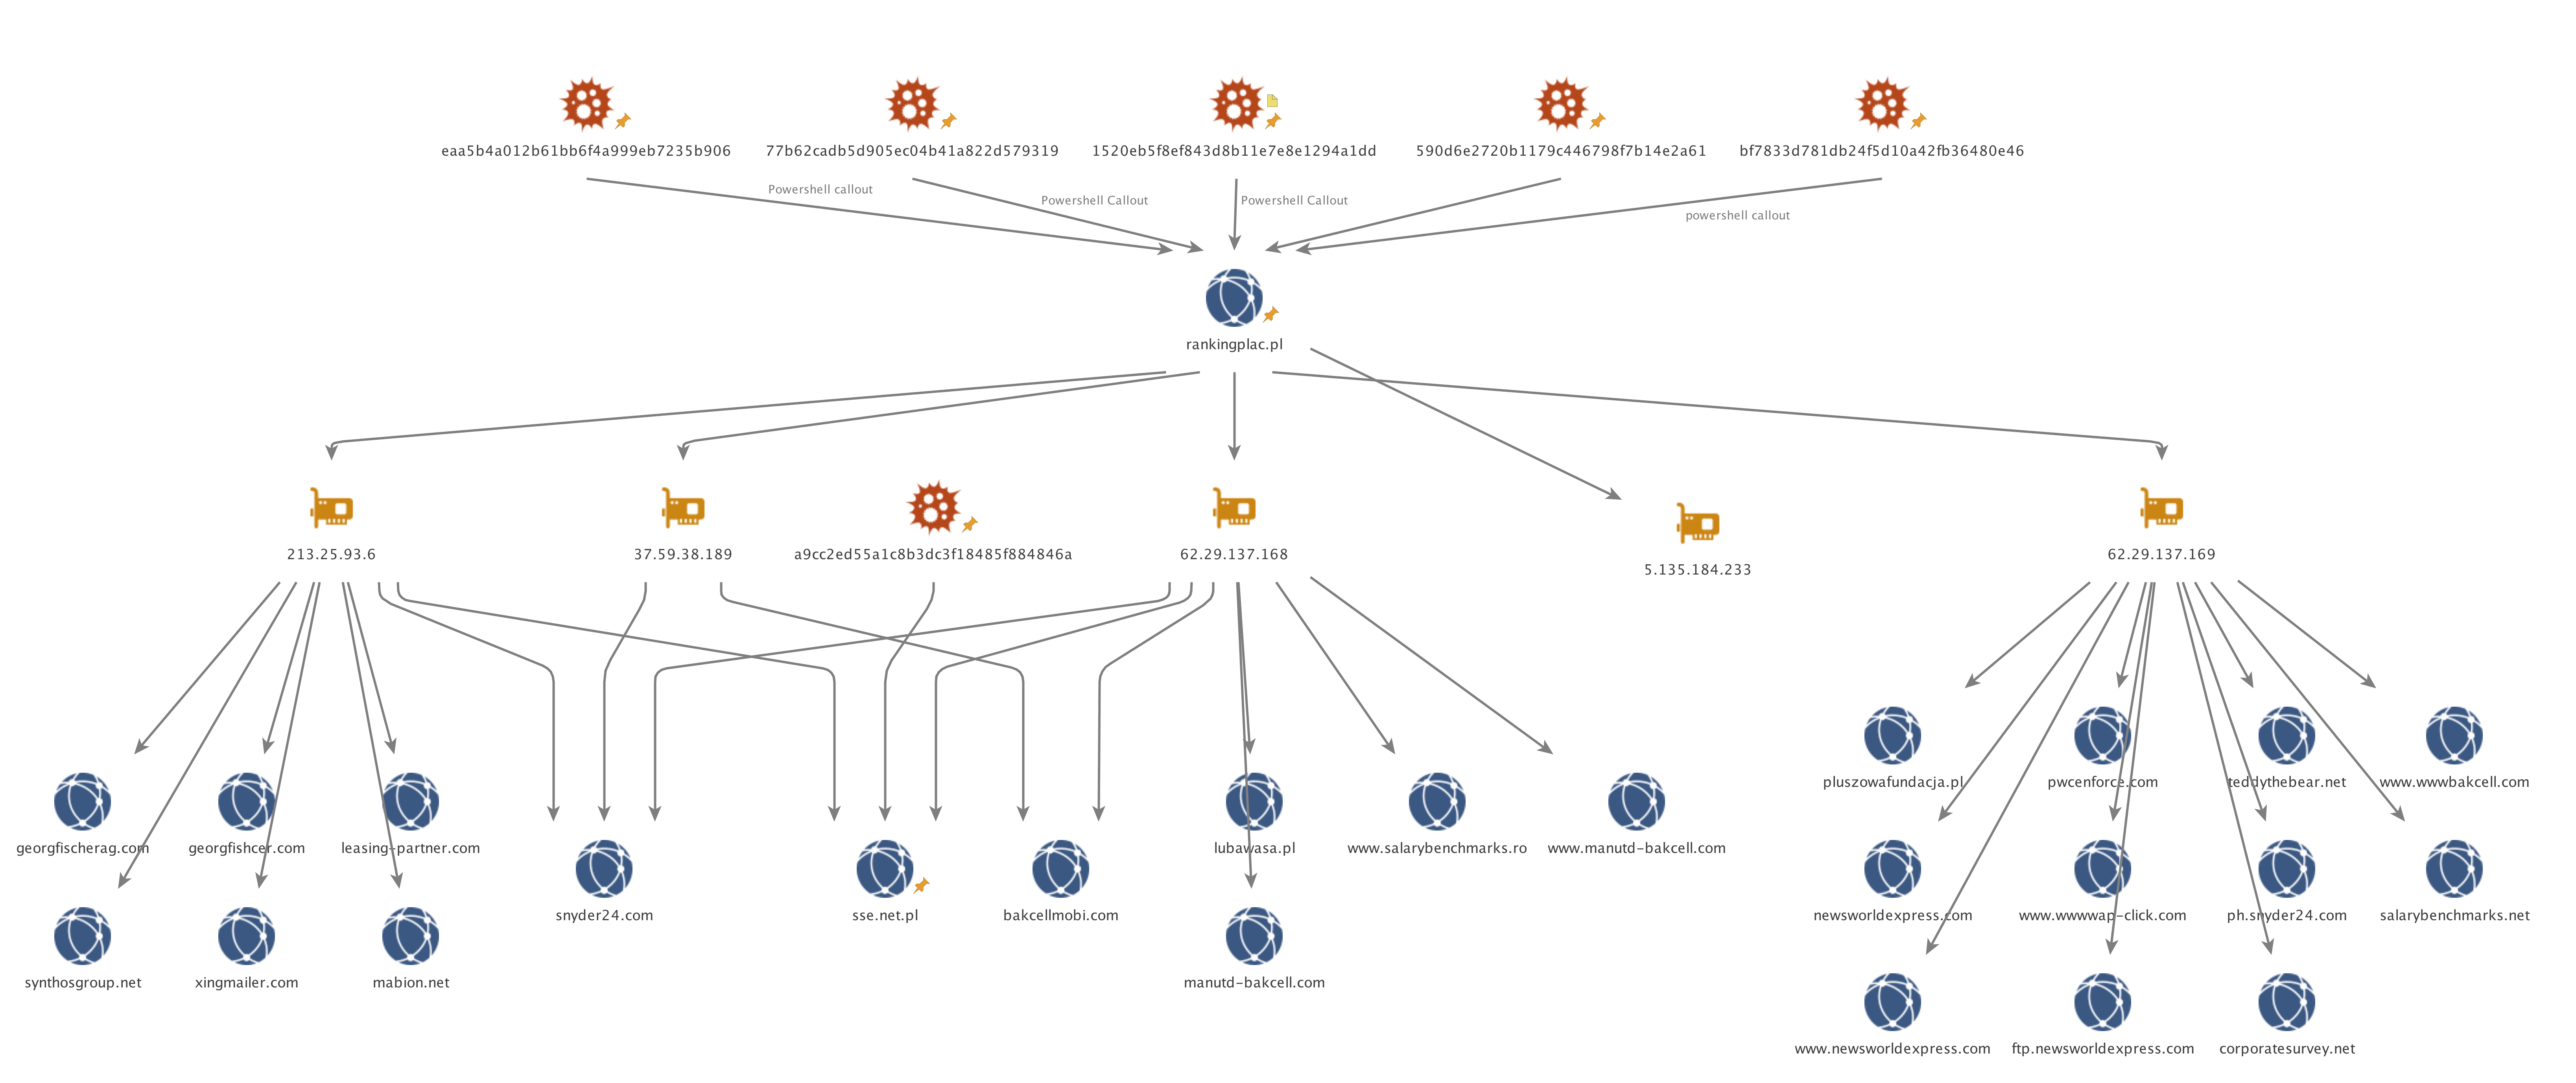 eaa5b4a012b61bb6f4a999eb7235b906
77b62cadb5d905ec04b41a822d579319
1520eb5f8ef843d8b11e7e8e1294a1dd
590d6e2720b1179c446798f7b14e2a61
bf7833d781db24f5d10a42fb36480e46
Powershell callout
Powershell Callout
Powershell Callout
powershell callout
rankingplac.pl
213.25.93.6
37.59.38.189
a9cc2ed55a1c8b3dc3f18485f884846a
62.29.137.168
5.135.184.233
62.29.137.169
pluszowafundacja.pl
pwcenforce.com
teddythebear.net
www.wwwbakcell.com
georgfischerag.com
georgfishcer.com
leasing-partner.com
lubawasa.pl
www.salarybenchmarks.ro
www.manutd-bakcell.com
snyder24.com
sse.net.pl
bakcellmobi.com
newsworldexpress.com
www.wwwwap-click.com
ph.snyder24.com
salarybenchmarks.net
synthosgroup.net
xingmailer.com
mabion.net
manutd-bakcell.com
www.newsworldexpress.com
ftp.newsworldexpress.com
corporatesurvey.net